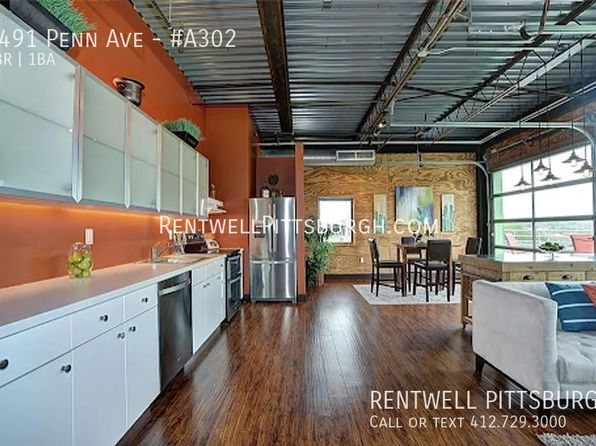 491 Penn Ave - #A302
BR | 1BA
RentwellPittsburgh.com
RENTWELL PITTSBURG
Call or text 412.729.3000